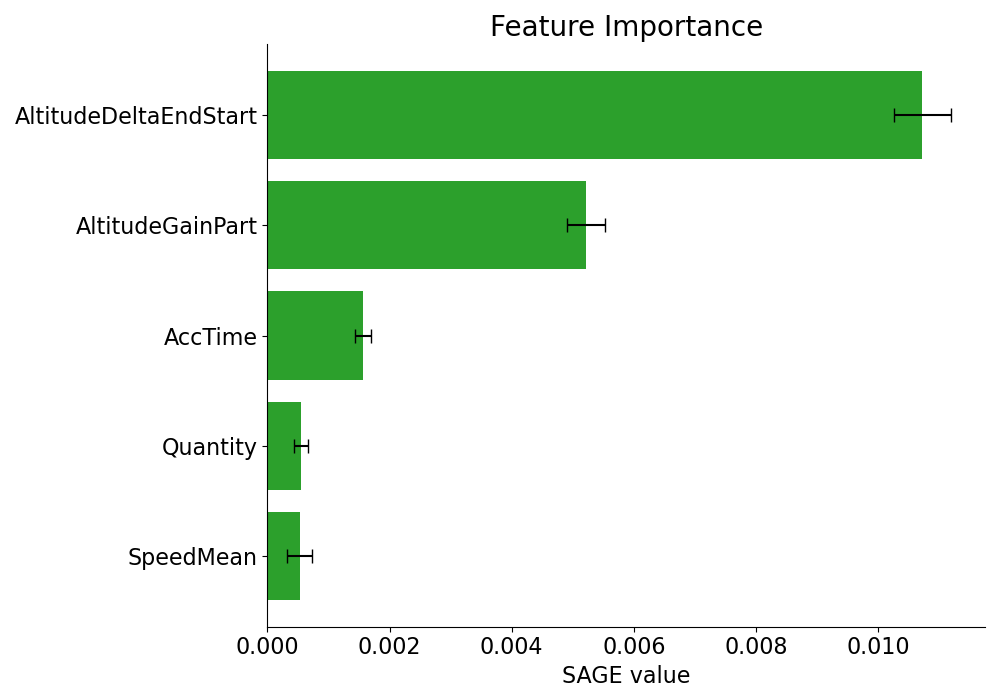 Feature Importance
AltitudeDeltaEndStart
AltitudeGainPart
AccTime
Quantity
SpeedMean
0.000 0.002 0.004 0.006 0.008 0.010
SAGE value